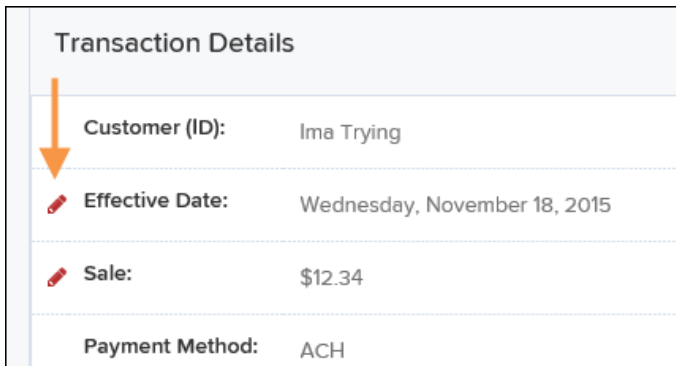 Transaction Details
Customer (ID): Ima Trying
Effective Date: Wednesday, November 18, 2015
Sale: $12.34
Payment Method: ACH